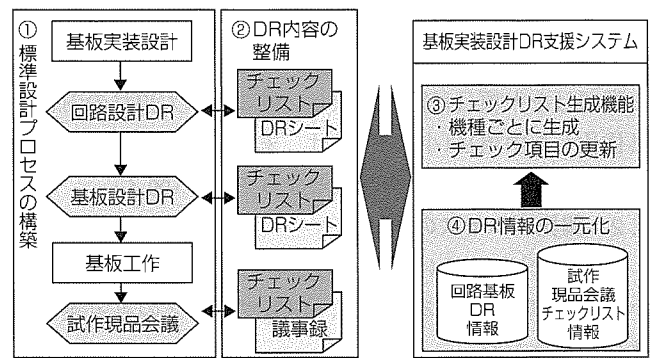 ①標準設計プロセスの構築
基板実装設計
回路設計DR
基板設計DR
基板工作
試作現品会議
②DR内容の
整備
チェック
リスト
DRシート
チェック
リスト
DRシート
チェック
リスト
議事録
基板実装設計DR支援システム
③チェックリスト生成機能
・機種ごとに生成
・チェック項目の更新
④DR情報の一元化
回路基板
DR
情報
試作
現品会議
チェックリスト
情報